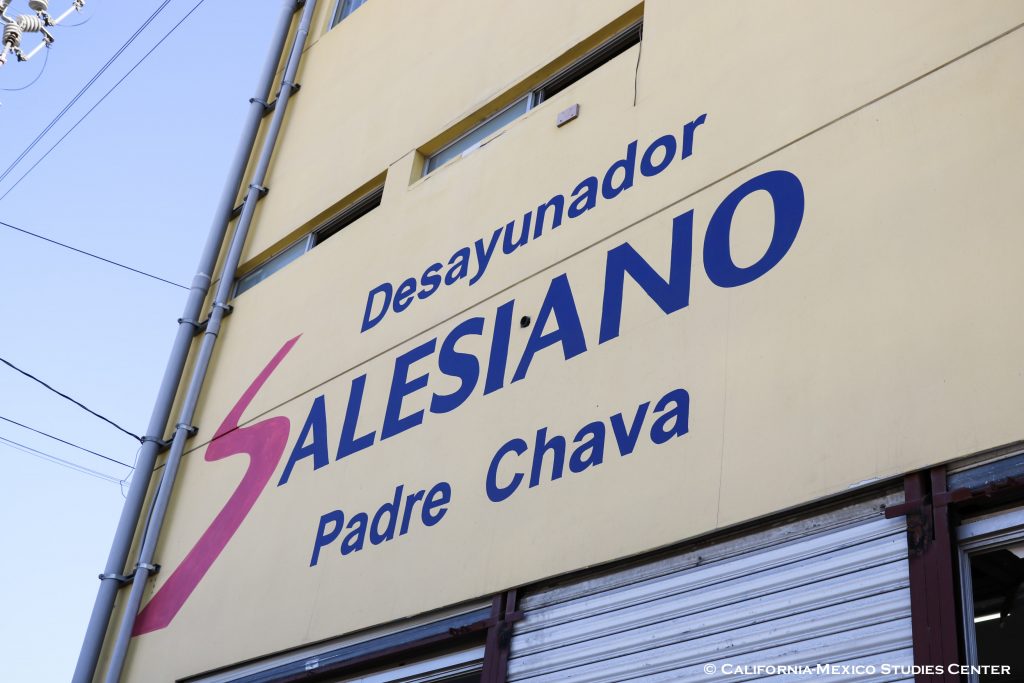 Desayunador
SALESIANO
Padre Chava
© California-Mexico Studies Center